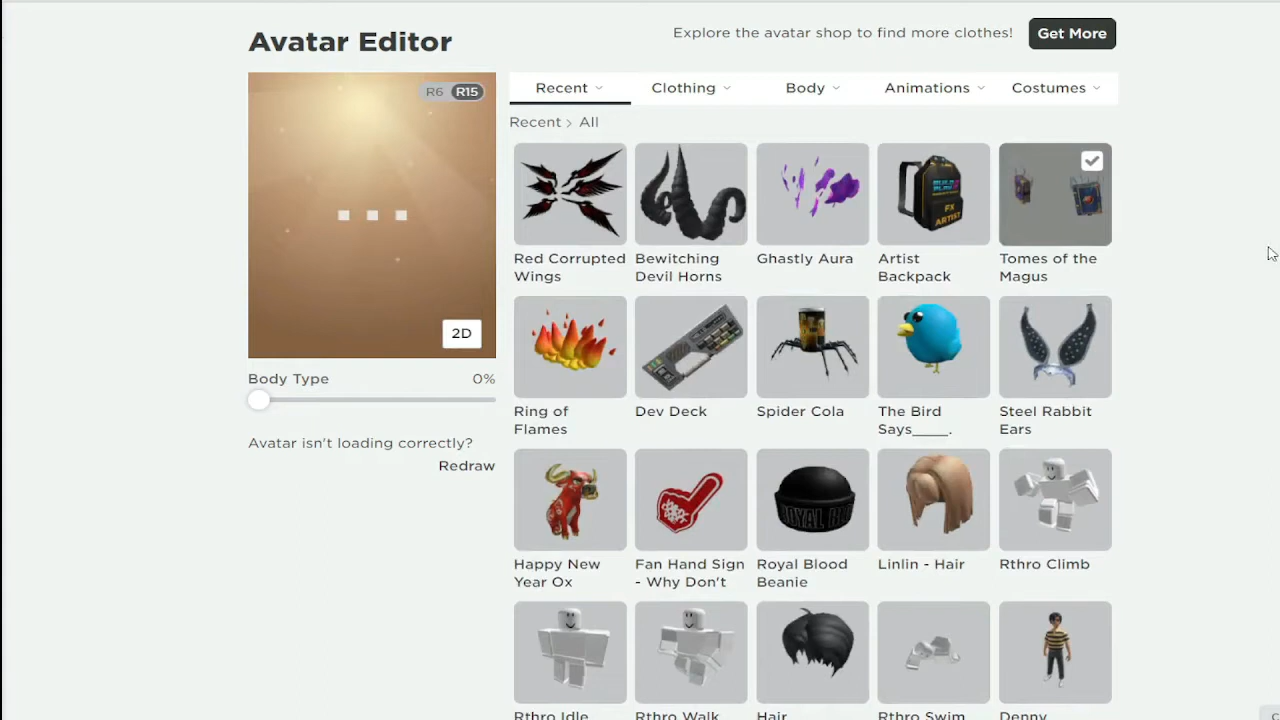 Avatar Editor
Explore the avatar shop to find more clothes!
Get More
R6 R15
2D
Body Type 0%
Avatar isn't loading correctly?
Redraw
Recent Clothing Body Animations Costumes
Recent > All
FX
ARTIST
Red Corrupted
Wings
Bewitching
Devil Horns
Ghastly Aura
Artist
Backpack
Tomes of the
Magus
Ring of
Flames
Dev Deck
Spider Cola
The Bird
Says____.
Steel Rabbit
Ears
ROYAL BLO
Happy New
Year Ox
Fan Hand Sign
- Why Don't
Royal Blood
Beanie
Linlin - Hair
Rthro Climb
Rthro Idle
Rthro Walk
Hair
Rthro Swim
Denny